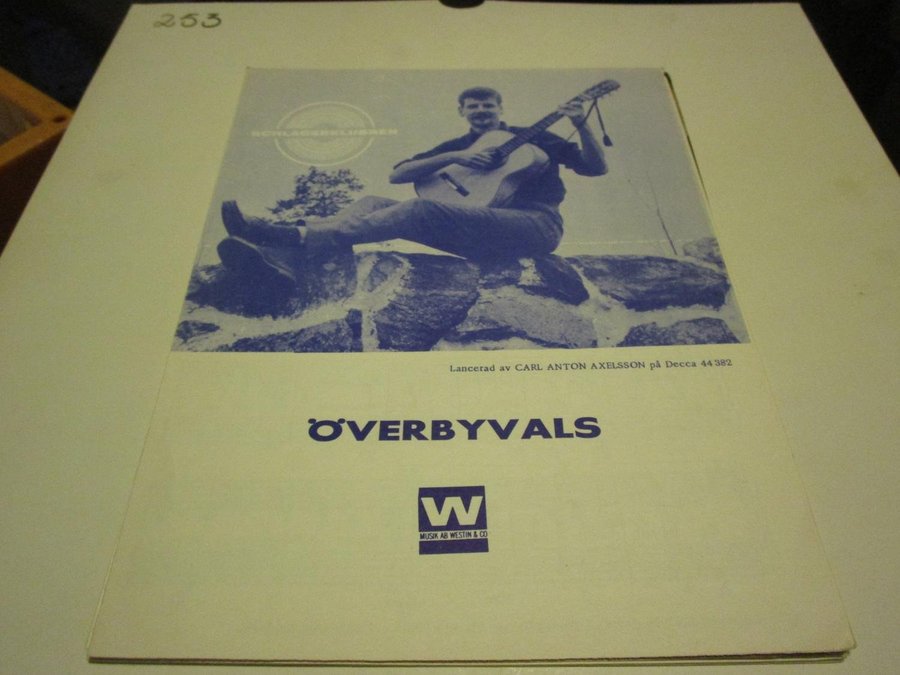 253
SCHLAGERKLUBBEN
Lancerad av CARL ANTON AXELSSON på Decca 44 382
ÖVERBYVALS
W
MUSIK AB WESTIN & CO